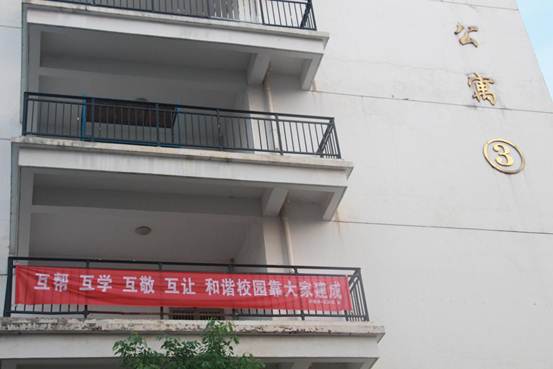 公寓③
互帮 互学 互敬 互让 和谐校园靠大家建成